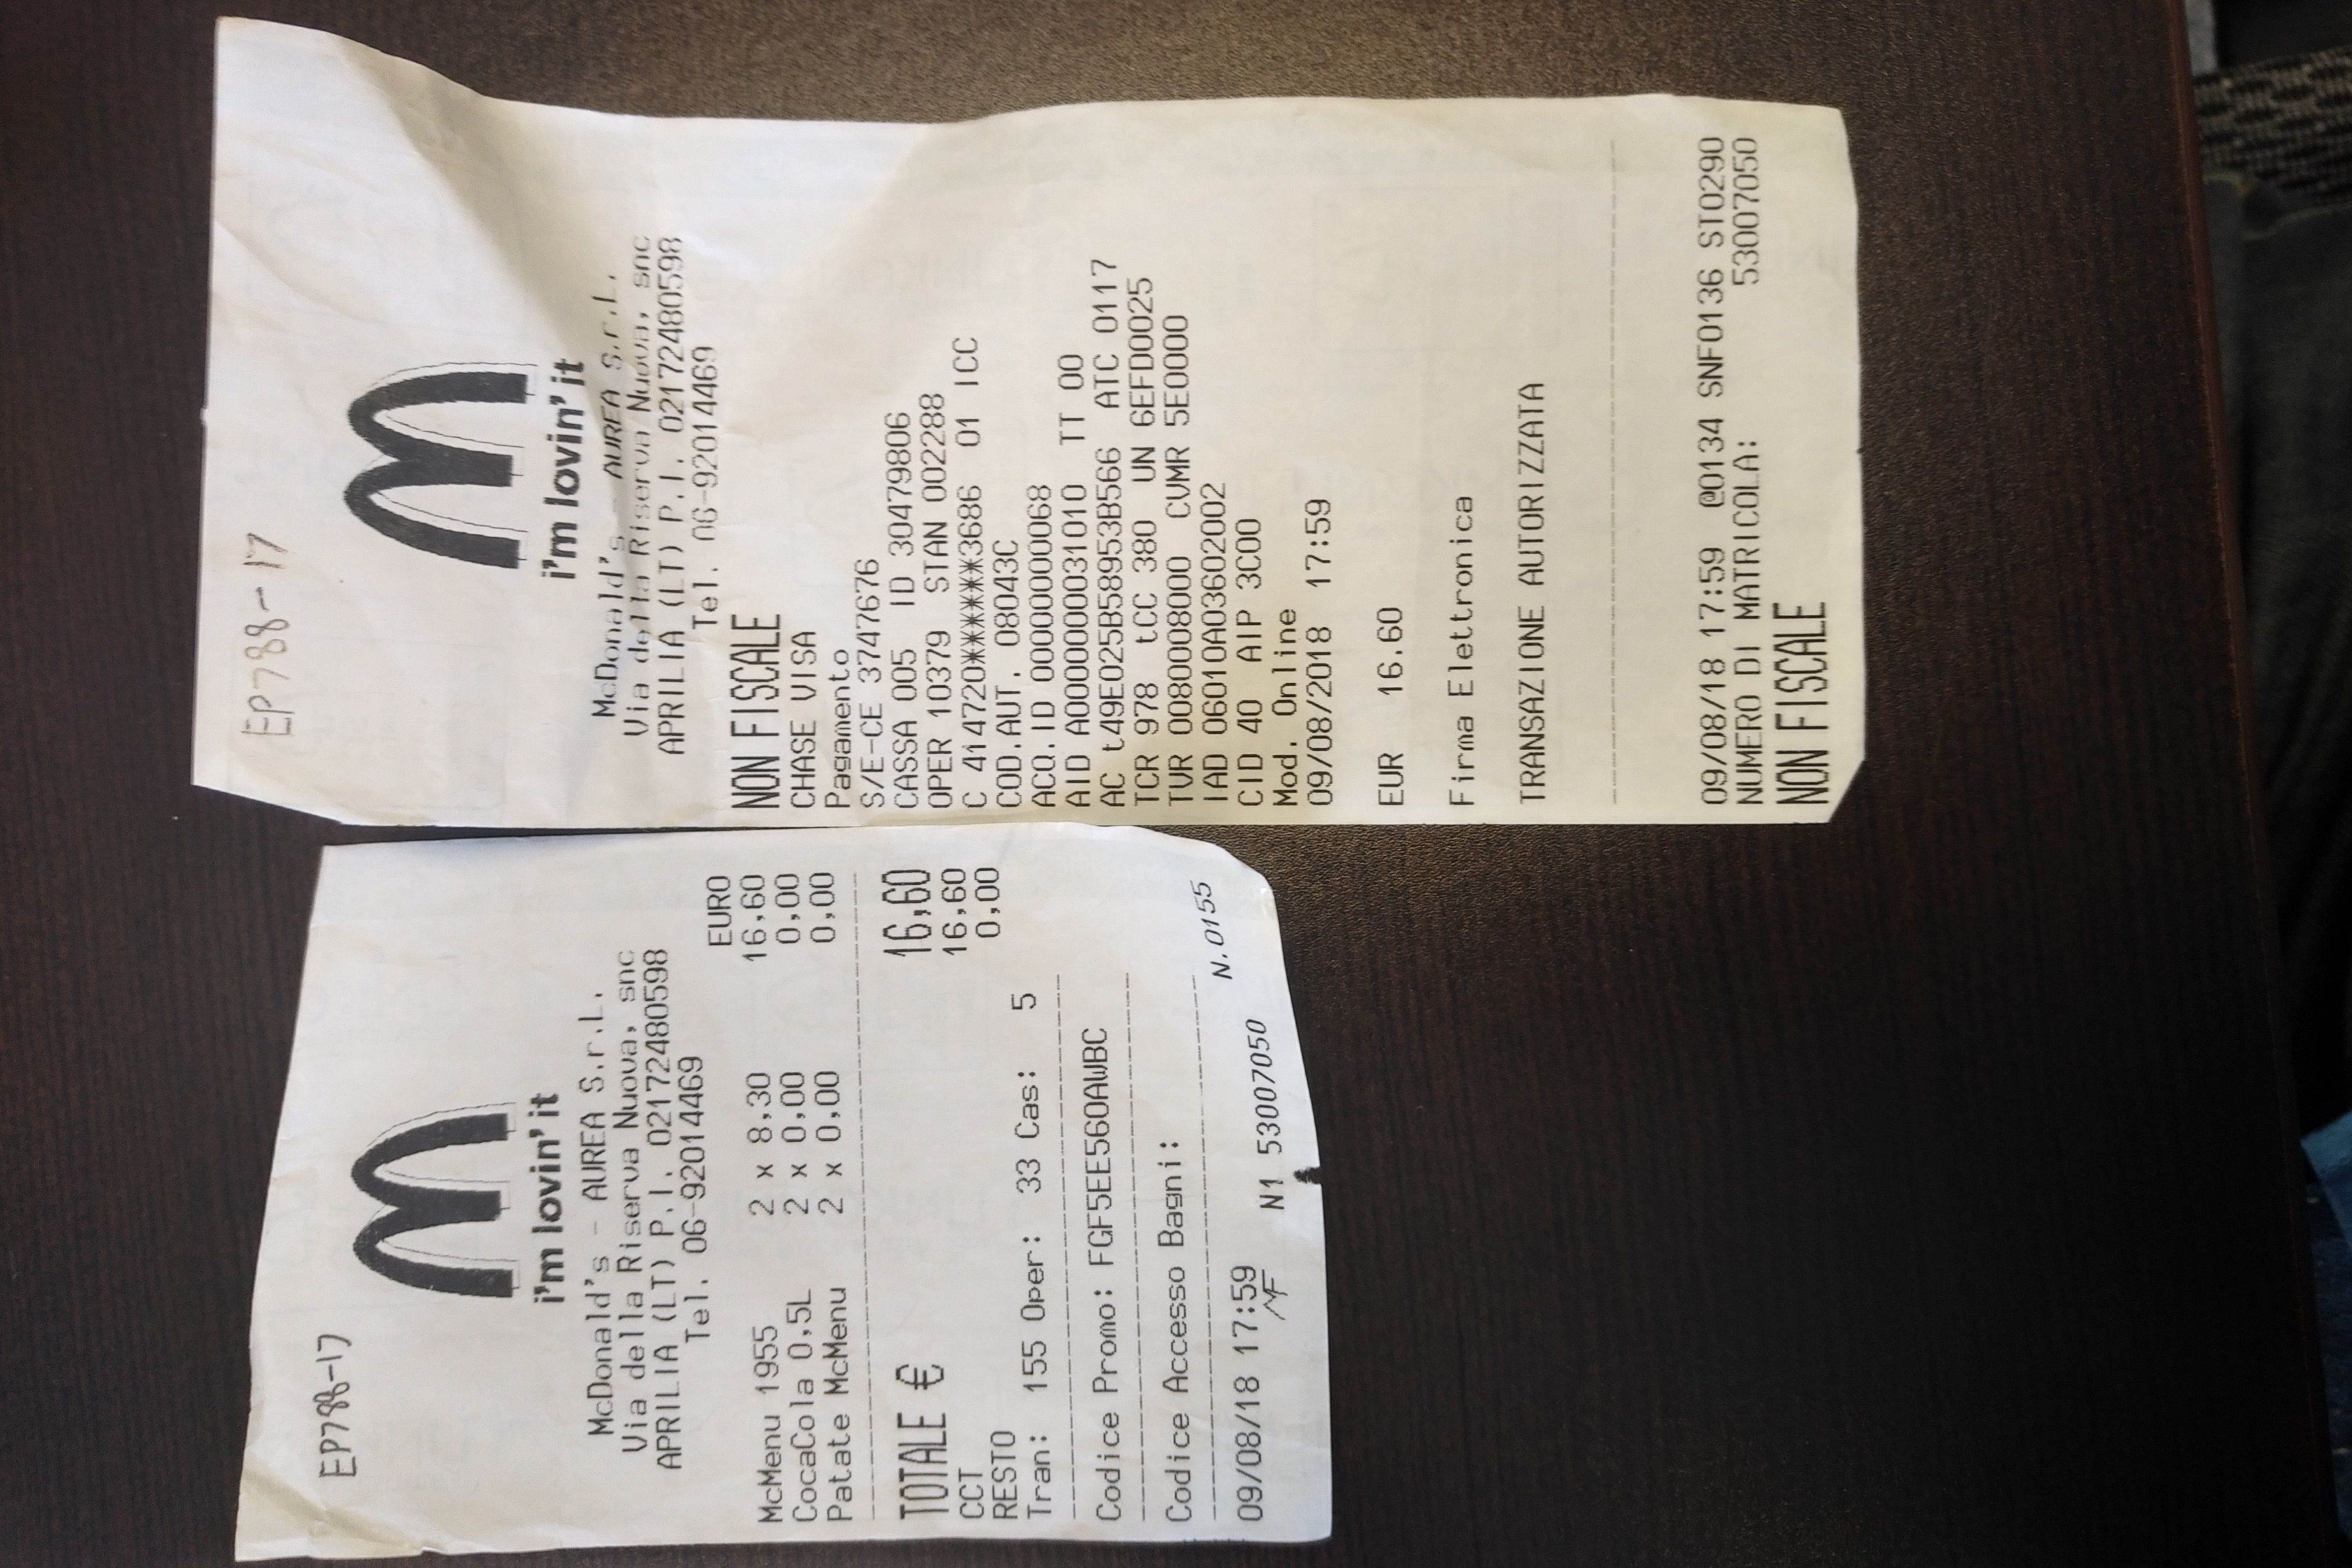 EP788-17
i'm lovin' it
McDonald's - AUREA S.r.L.
Via della Riserva Nuova, snc
APRILIA (LT) P.I. 02172480598
Tel. 06-92014469
EURO
McMenu 1955 2 x 8,30 16,60
CocaCola 0,5L 2 x 0,00 0,00
Patate McMenu 2 x 0,00 0,00
TOTALE € 16,60
CCT 16,60
RESTO 0,00
Tran: 155 Oper: 33 Cas: 5
Codice Promo: FGF5EE560AWBC
Codice Accesso Bagni:
N.0155
09/08/18 17:59
MF N1 53007050
EP788-17
i'm lovin' it
McDonald's - AUREA S.r.L.
Via della Riserva Nuova, snc
APRILIA (LT) P.I. 02172480598
Tel. 06-92014469
NON FISCALE
CHASE VISA
Pagamento
S/E-CE 3747676
CASSA 005 ID 30479806
OPER 10379 STAN 002288
C 414720******3686 01 ICC
COD.AUT. 08043C
ACQ.ID 00000000068
AID A0000000031010 TT 00
AC t49E025B58953B566 ATC 0117
TCR 978 tCC 380 UN 6EFD0025
TVR 0080008000 CVMR 5E0000
IAD 06010A03602002
CID 40 AIP 3C00
Mod. Online
09/08/2018 17:59
EUR 16.60
Firma Elettronica
TRANSAZIONE AUTORIZZATA
09/08/18 17:59 @0134 SNF0136 ST0290
NUMERO DI MATRICOLA: 53007050
NON FISCALE